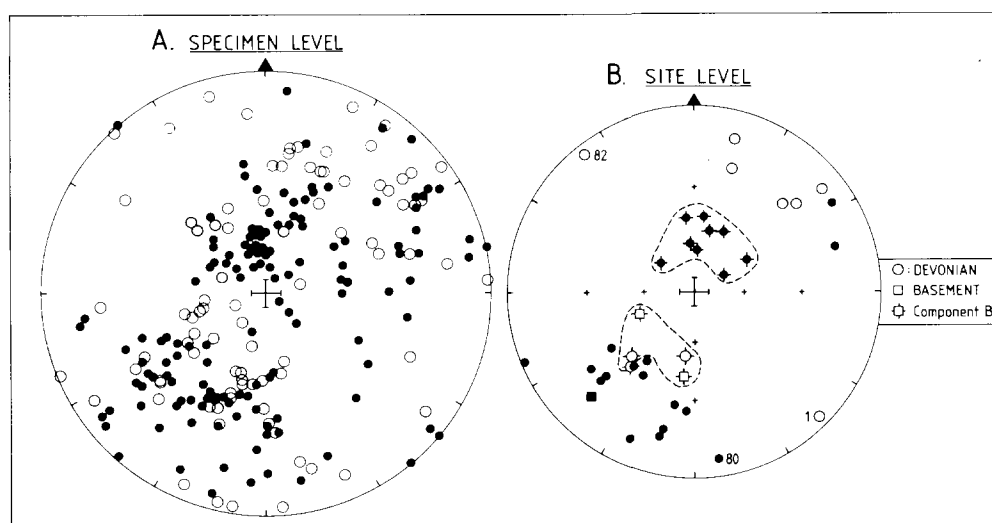 A. SPECIMEN LEVEL
B. SITE LEVEL
82
○: DEVONIAN
□ BASEMENT
Component B
1
80